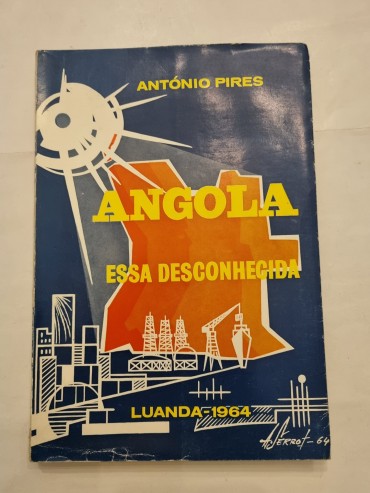 ANTÓNIO PIRES
ANGOLA
ESSA DESCONHECIDA
LUANDA-1964